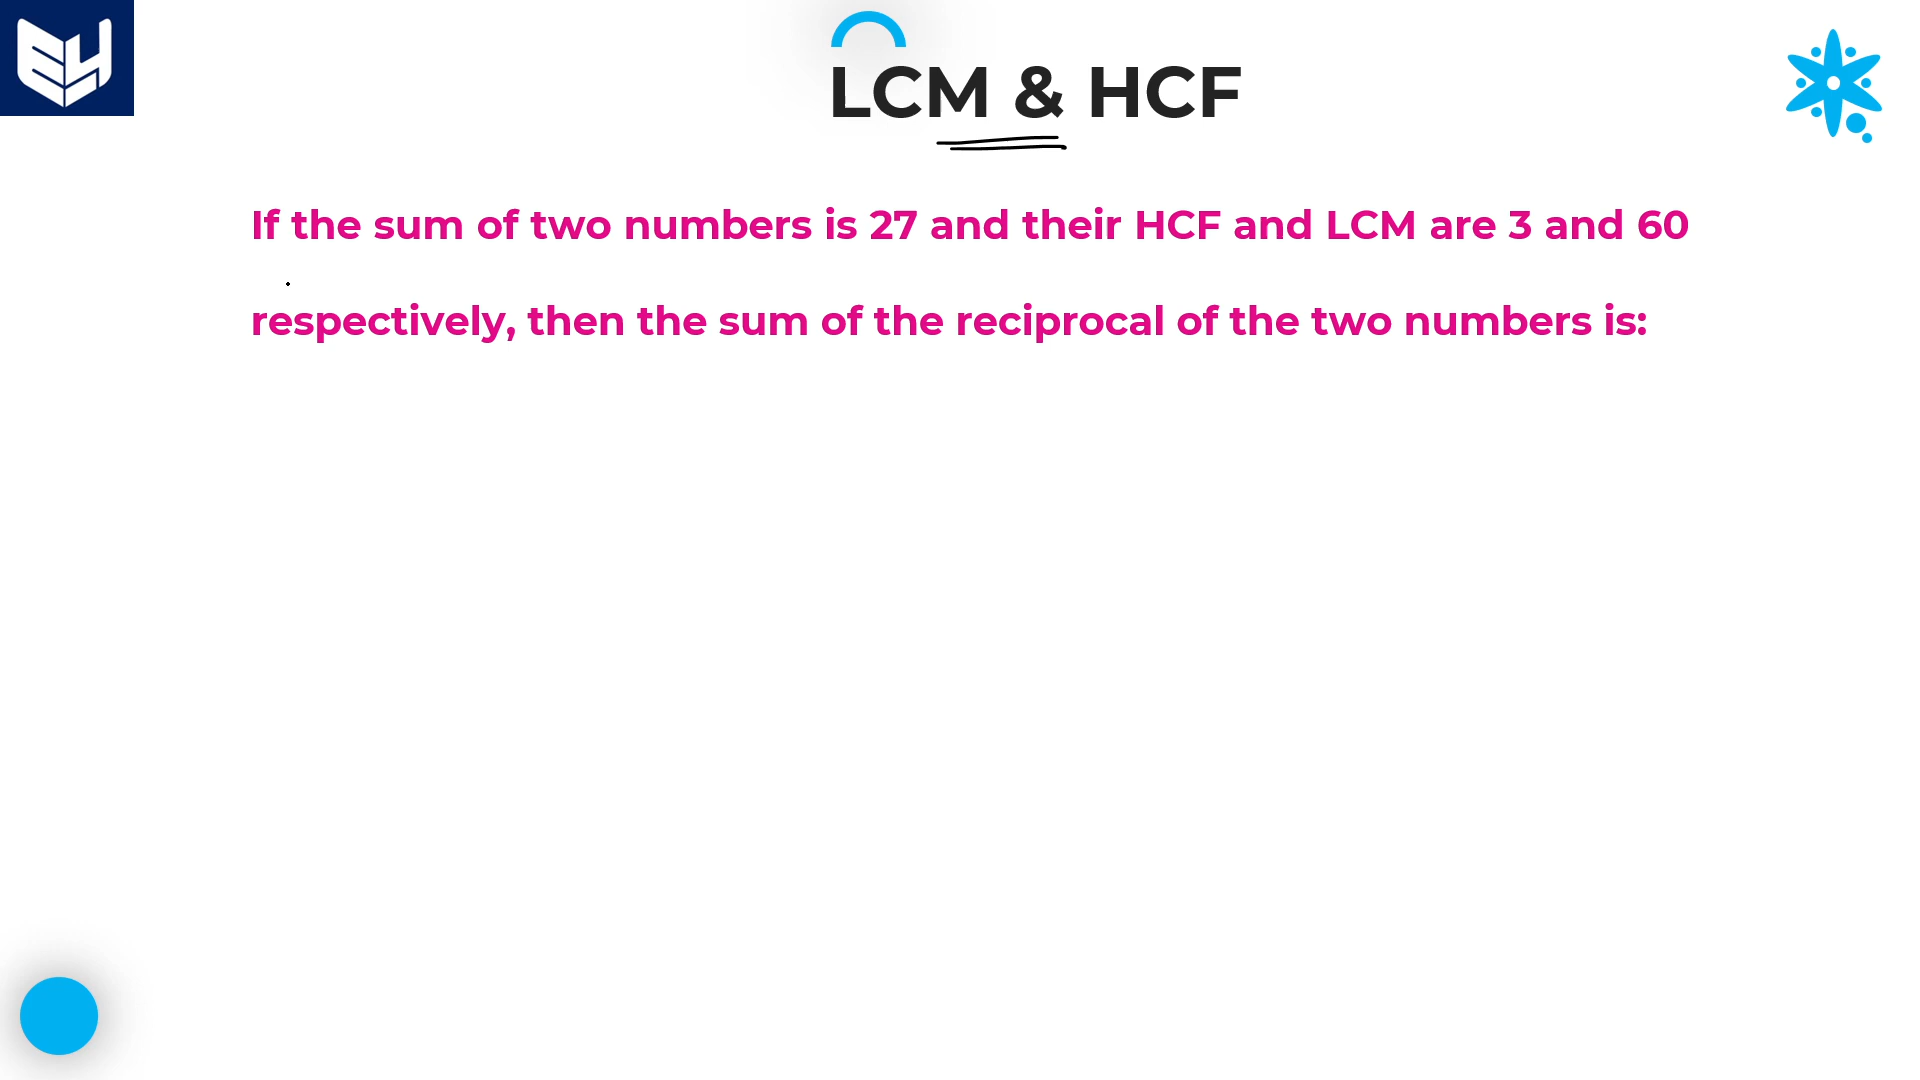 LCM & HCF
If the sum of two numbers is 27 and their HCF and LCM are 3 and 60
respectively, then the sum of the reciprocal of the two numbers is: